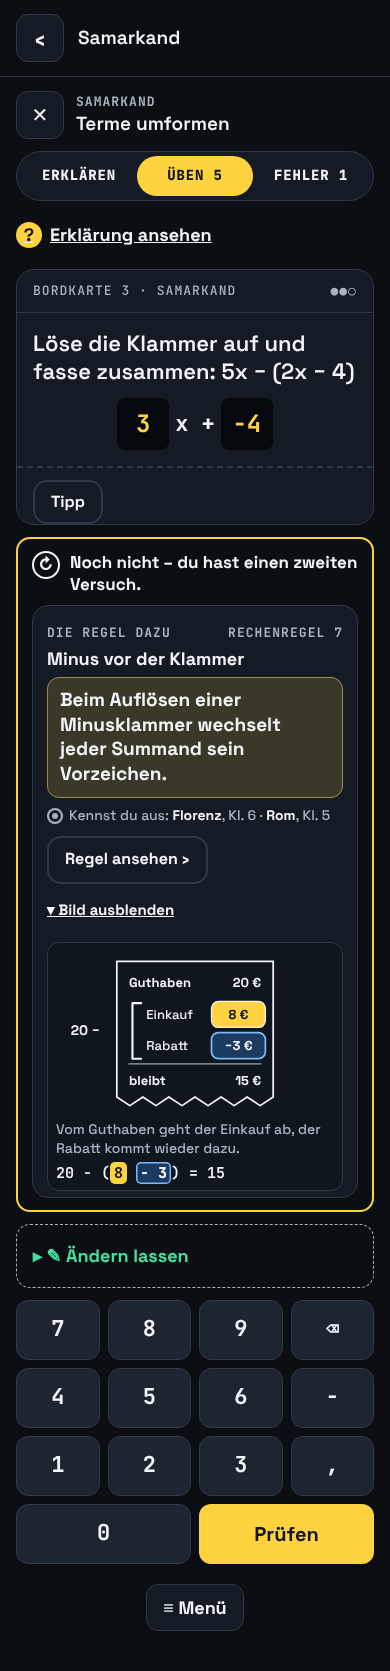 < Samarkand
✕ SAMARKAND
Terme umformen
ERKLÄREN ÜBEN 5 FEHLER 1
? Erklärung ansehen
BORDKARTE 3 · SAMARKAND ●●○
Löse die Klammer auf und
fasse zusammen: 5x − (2x − 4)
3 x + -4
Tipp
↻ Noch nicht – du hast einen zweiten
Versuch.
DIE REGEL DAZU RECHENREGEL 7
Minus vor der Klammer
Beim Auflösen einer
Minusklammer wechselt
jeder Summand sein
Vorzeichen.
Kennst du aus: Florenz, Kl. 6 · Rom, Kl. 5
Regel ansehen >
▾ Bild ausblenden
Guthaben 20 €
Einkauf 8 €
20 −
Rabatt −3 €
bleibt 15 €
Vom Guthaben geht der Einkauf ab, der
Rabatt kommt wieder dazu.
20 - (8 - 3) = 15
▸ ✎ Ändern lassen
7 8 9 ⌫
4 5 6 -
1 2 3 ,
0 Prüfen
≡ Menü